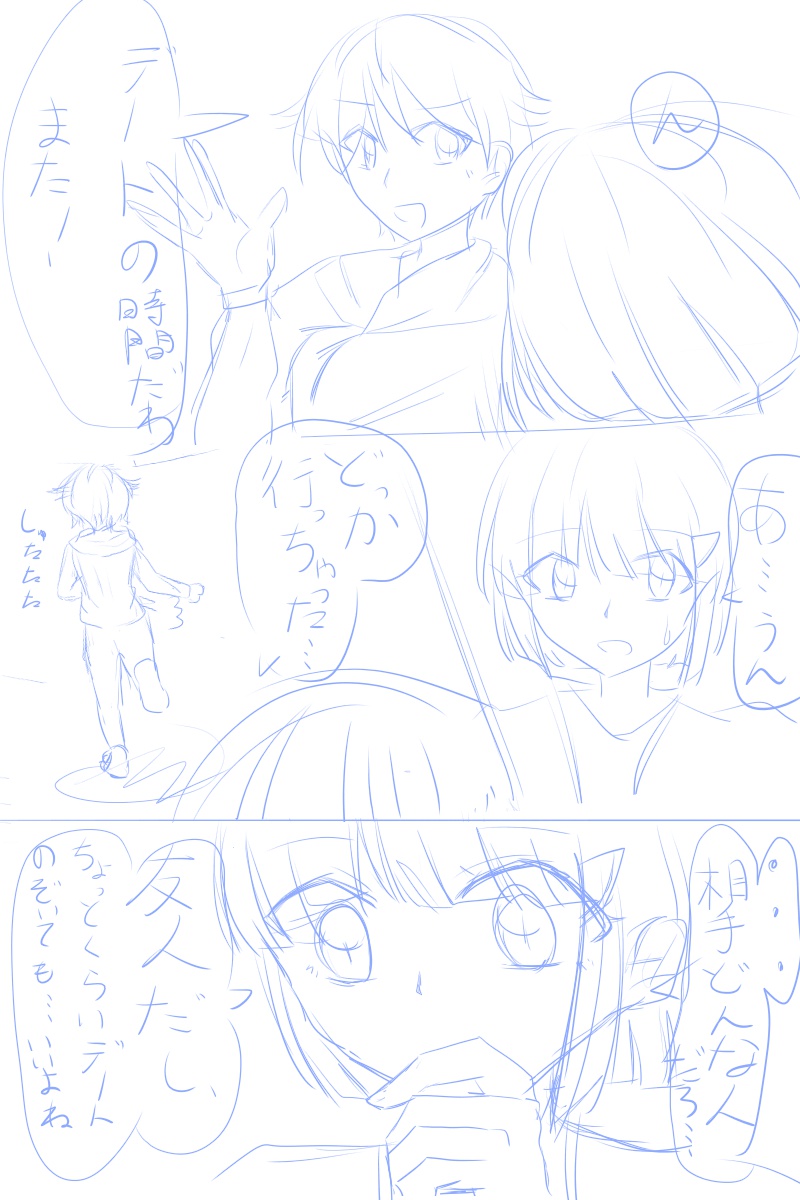 デートの時間だわ
また！
あ…うん
どっか
行っちゃった…
しゅたたた
相手どんな人
だろ…
友人だし、
ちょっとくらいデート
のぞいても…いいよね